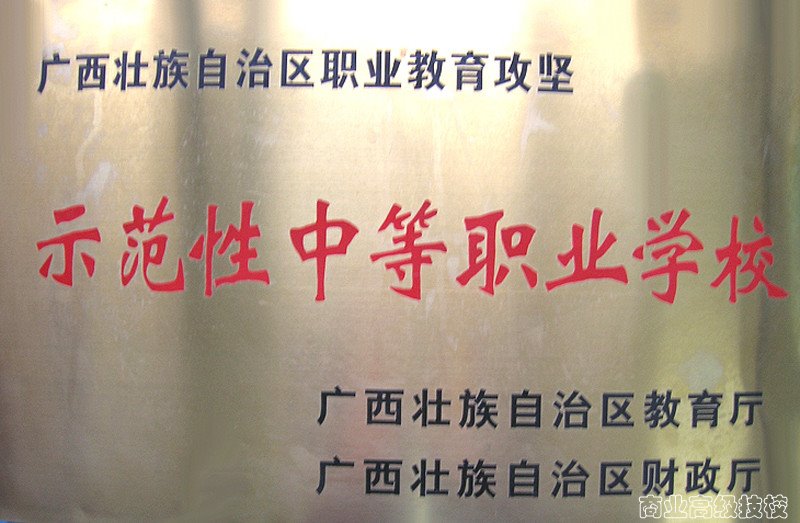 广西壮族自治区职业教育攻坚
示范性中等职业学校
广西壮族自治区教育厅
广西壮族自治区财政厅
商业高级技校